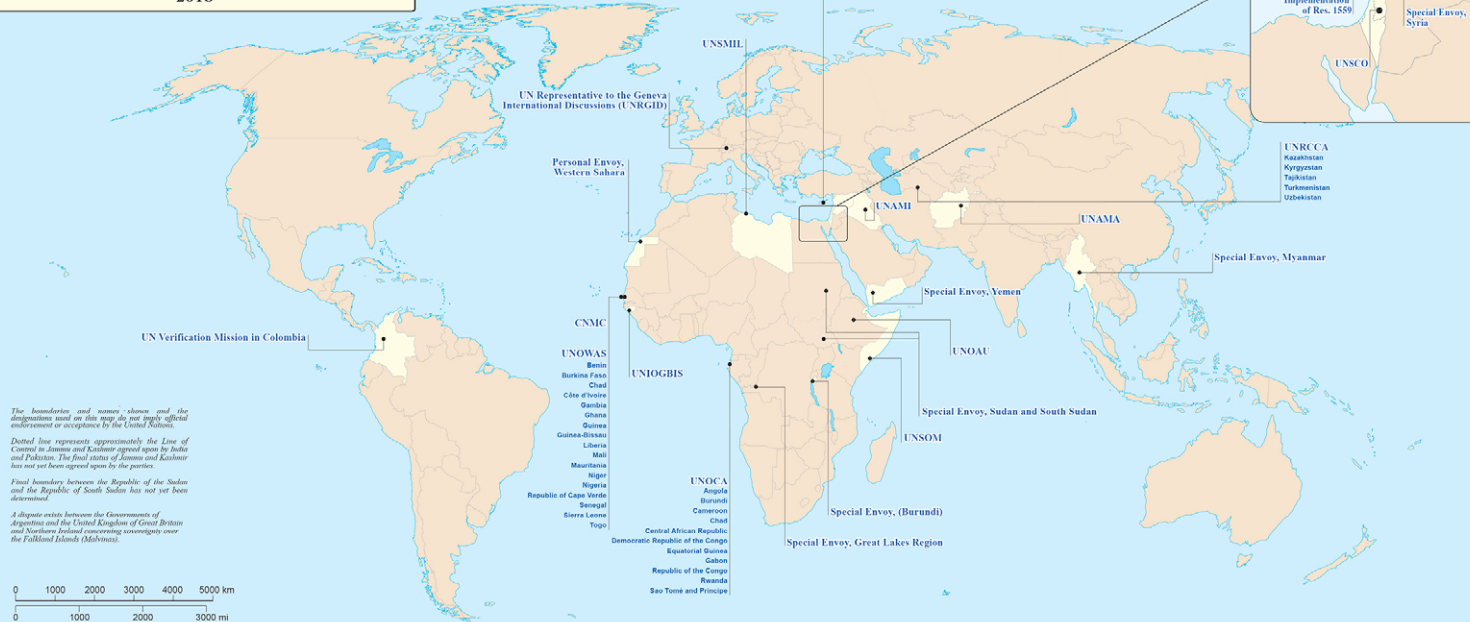 2018
Implementation
of Res. 1559
Special Envoy,
Syria
UNSCO
UNSMIL
UN Representative to the Geneva
International Discussions (UNRGID)
Personal Envoy,
Western Sahara
UNRCCA
Kazakhstan
Kyrgyzstan
Tajikistan
Turkmenistan
Uzbekistan
UNAMI
UNAMA
Special Envoy, Myanmar
Special Envoy, Yemen
UN Verification Mission in Colombia
CNMC
UNOWAS
Benin
Burkina Faso
Chad
Côte d'Ivoire
Gambia
Ghana
Guinea
Guinea-Bissau
Liberia
Mali
Mauritania
Niger
Nigeria
Republic of Cape Verde
Senegal
Sierra Leone
Togo
UNIOGBIS
UNOAU
Special Envoy, Sudan and South Sudan
UNSOM
UNOCA
Angola
Burundi
Cameroon
Chad
Central African Republic
Democratic Republic of the Congo
Equatorial Guinea
Gabon
Republic of the Congo
Rwanda
Sao Tomé and Principe
Special Envoy, (Burundi)
Special Envoy, Great Lakes Region
The boundaries and names shown and the
designations used on this map do not imply official
endorsement or acceptance by the United Nations.
Dotted line represents approximately the Line of
Control in Jammu and Kashmir agreed upon by India
and Pakistan. The final status of Jammu and Kashmir
has not yet been agreed upon by the parties.
Final boundary between the Republic of the Sudan
and the Republic of South Sudan has not yet been
determined.
A dispute exists between the Governments of
Argentina and the United Kingdom of Great Britain
and Northern Ireland concerning sovereignty over
the Falkland Islands (Malvinas).
0 1000 2000 3000 4000 5000 km
0 1000 2000 3000 mi